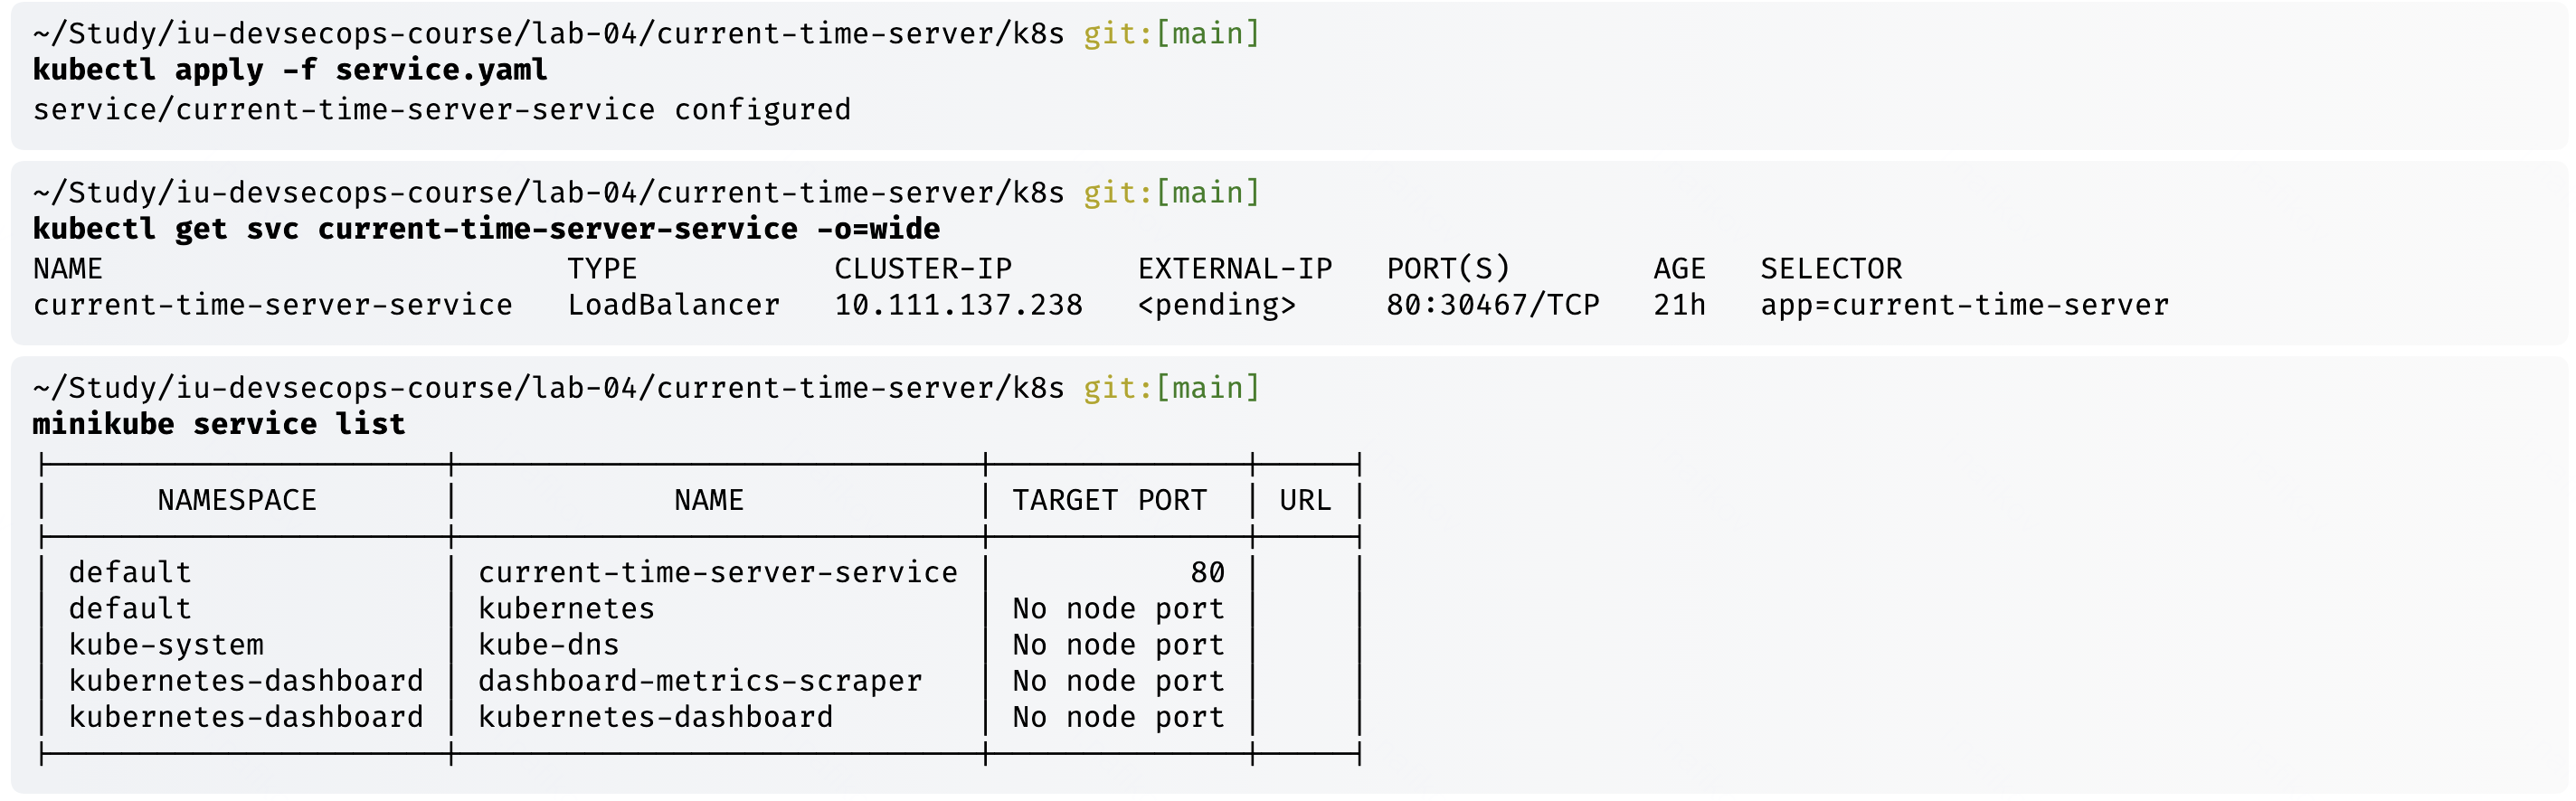 ~/Study/iu-devsecops-course/lab-04/current-time-server/k8s git:[main]
kubectl apply -f service.yaml
service/current-time-server-service configured
~/Study/iu-devsecops-course/lab-04/current-time-server/k8s git:[main]
kubectl get svc current-time-server-service -o=wide
NAME TYPE CLUSTER-IP EXTERNAL-IP PORT(S) AGE SELECTOR
current-time-server-service LoadBalancer 10.111.137.238 <pending> 80:30467/TCP 21h app=current-time-server
~/Study/iu-devsecops-course/lab-04/current-time-server/k8s git:[main]
minikube service list
| NAMESPACE | NAME | TARGET PORT | URL |
| default | current-time-server-service | 80 | |
| default | kubernetes | No node port | |
| kube-system | kube-dns | No node port | |
| kubernetes-dashboard | dashboard-metrics-scraper | No node port | |
| kubernetes-dashboard | kubernetes-dashboard | No node port | |